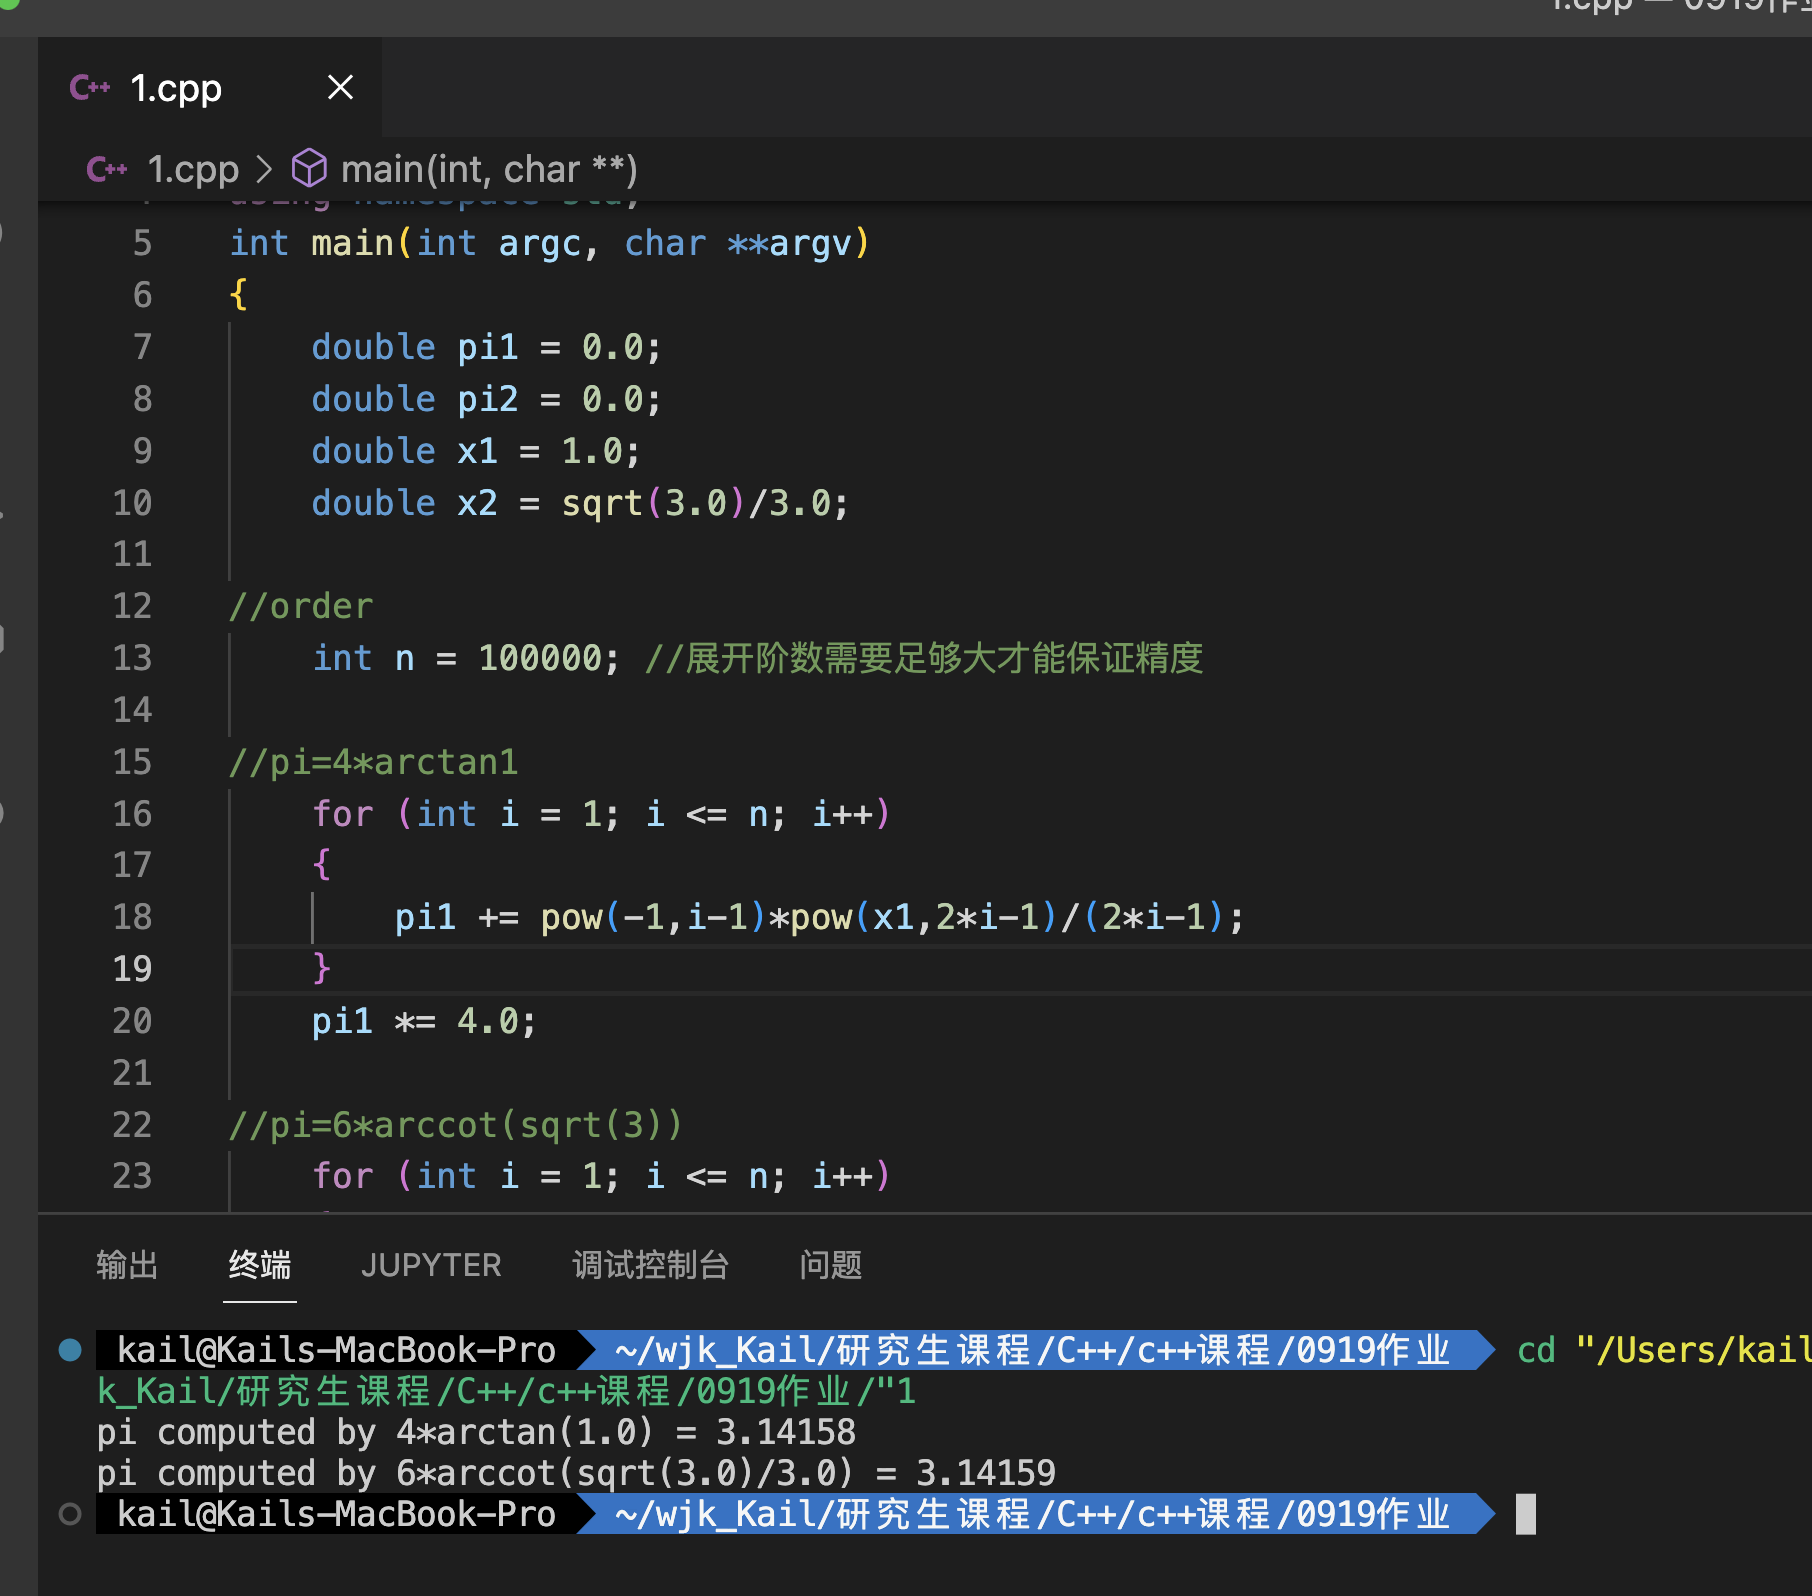 1.cpp — 0919作业
C++ 1.cpp
C++ 1.cpp > main(int, char **)
4 using namespace std;
5 int main(int argc, char **argv)
6 {
7 double pi1 = 0.0;
8 double pi2 = 0.0;
9 double x1 = 1.0;
10 double x2 = sqrt(3.0)/3.0;
11
12 //order
13 int n = 100000; //展开阶数需要足够大才能保证精度
14
15 //pi=4*arctan1
16 for (int i = 1; i <= n; i++)
17 {
18 pi1 += pow(-1,i-1)*pow(x1,2*i-1)/(2*i-1);
19 }
20 pi1 *= 4.0;
21
22 //pi=6*arccot(sqrt(3))
23 for (int i = 1; i <= n; i++)
输出 终端 JUPYTER 调试控制台 问题
kail@Kails-MacBook-Pro ~/wjk_Kail/研究生课程/C++/c++课程/0919作业 cd "/Users/kail
k_Kail/研究生课程/C++/c++课程/0919作业/"1
pi computed by 4*arctan(1.0) = 3.14158
pi computed by 6*arccot(sqrt(3.0)/3.0) = 3.14159
kail@Kails-MacBook-Pro ~/wjk_Kail/研究生课程/C++/c++课程/0919作业